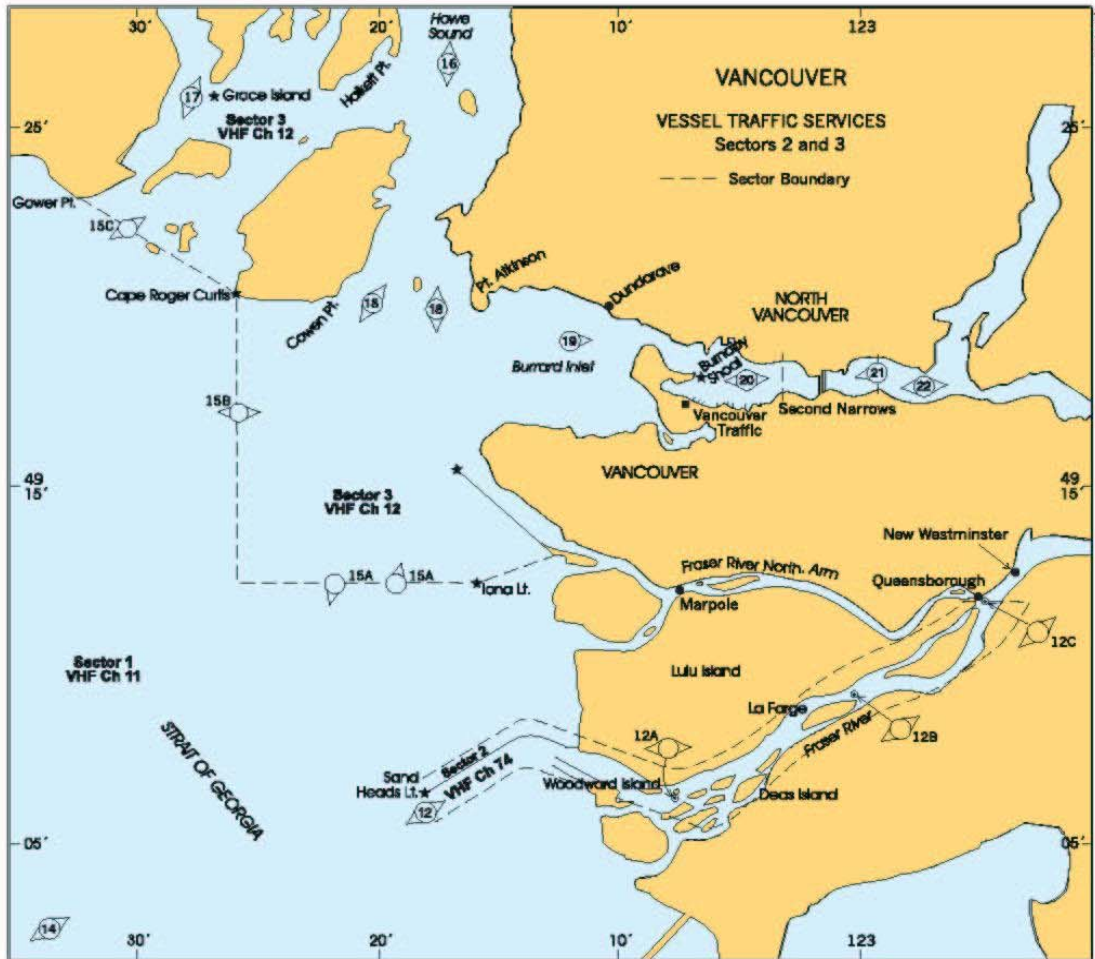 30′
20′
10′
123
Howe
Sound
16
Halkett Pt.
17
Grace Island
Sector 3
VHF Ch 12
VANCOUVER
VESSEL TRAFFIC SERVICES
Sectors 2 and 3
Sector Boundary
25′
25′
Gower Pt.
15C
Cape Roger Curtis
Cowan Pt.
15
18
Pt. Atkinson
Dundarave
NORTH
VANCOUVER
19
Burrard Inlet
Burnaby
Shoal
20
21
22
15B
Vancouver
Traffic
Second Narrows
VANCOUVER
49
15′
49
15′
Sector 3
VHF Ch 12
New Westminster
15A
15A
Iona Lt.
Fraser River North. Arm
Queensborough
Marpole
12C
Sector 1
VHF Ch 11
Lulu Island
La Farge
12A
Fraser River
12B
STRAIT OF GEORGIA
Sand
Heads Lt.
Sector 2
VHF Ch 74
12
Woodward Island
Deas Island
05′
05′
14
30′
20′
10′
123